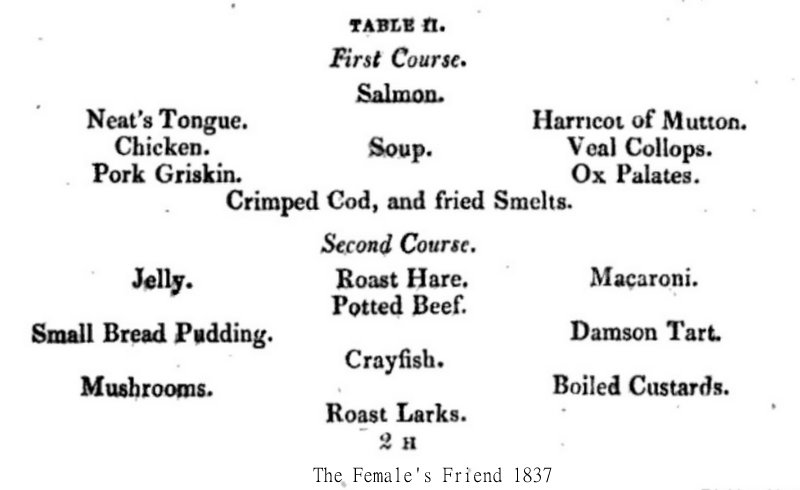 TABLE II.
First Course.
Salmon.
Neat's Tongue. Harricot of Mutton.
Chicken. Soup. Veal Collops.
Pork Griskin. Ox Palates.
Crimped Cod, and fried Smelts.
Second Course.
Jelly. Roast Hare. Macaroni.
Potted Beef.
Small Bread Pudding. Damson Tart.
Crayfish.
Mushrooms. Boiled Custards.
Roast Larks.
2 H
The Female's Friend 1837